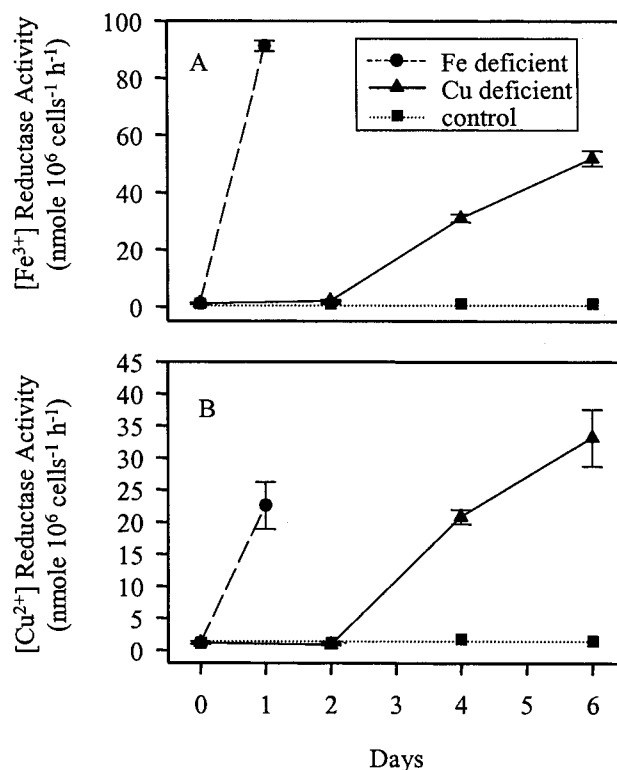 A
Fe deficient
Cu deficient
control
[Fe³⁺] Reductase Activity
(nmole 10⁶ cells⁻¹ h⁻¹)
100
80
60
40
20
0
B
[Cu²⁺] Reductase Activity
(nmole 10⁶ cells⁻¹ h⁻¹)
45
40
35
30
25
20
15
10
5
0
0 1 2 3 4 5 6
Days